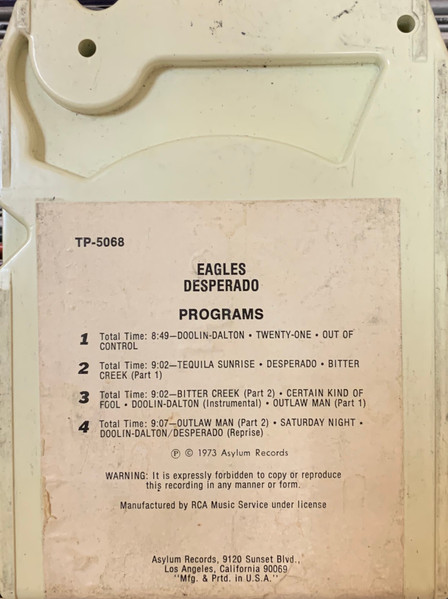 TP-5068
EAGLES
DESPERADO
PROGRAMS
1 Total Time: 8:49—DOOLIN-DALTON • TWENTY-ONE • OUT OF
CONTROL
2 Total Time: 9:02—TEQUILA SUNRISE • DESPERADO • BITTER
CREEK (Part 1)
3 Total Time: 9:02—BITTER CREEK (Part 2) • CERTAIN KIND OF
FOOL • DOOLIN-DALTON (Instrumental) • OUTLAW MAN (Part 1)
4 Total Time: 9:07—OUTLAW MAN (Part 2) • SATURDAY NIGHT •
DOOLIN-DALTON/DESPERADO (Reprise)
℗ © 1973 Asylum Records
WARNING: It is expressly forbidden to copy or reproduce
this recording in any manner or form.
Manufactured by RCA Music Service under license
Asylum Records, 9120 Sunset Blvd.,
Los Angeles, California 90069
"Mfg. & Prtd. in U.S.A."